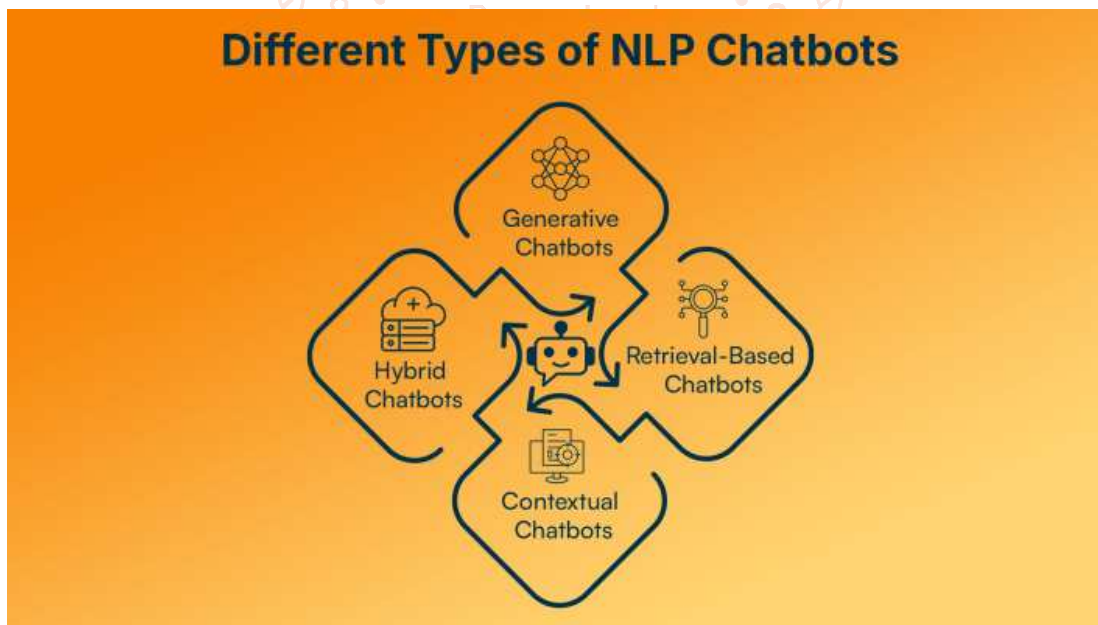 Different Types of NLP Chatbots
Generative
Chatbots
Hybrid
Chatbots
Retrieval-Based
Chatbots
Contextual
Chatbots